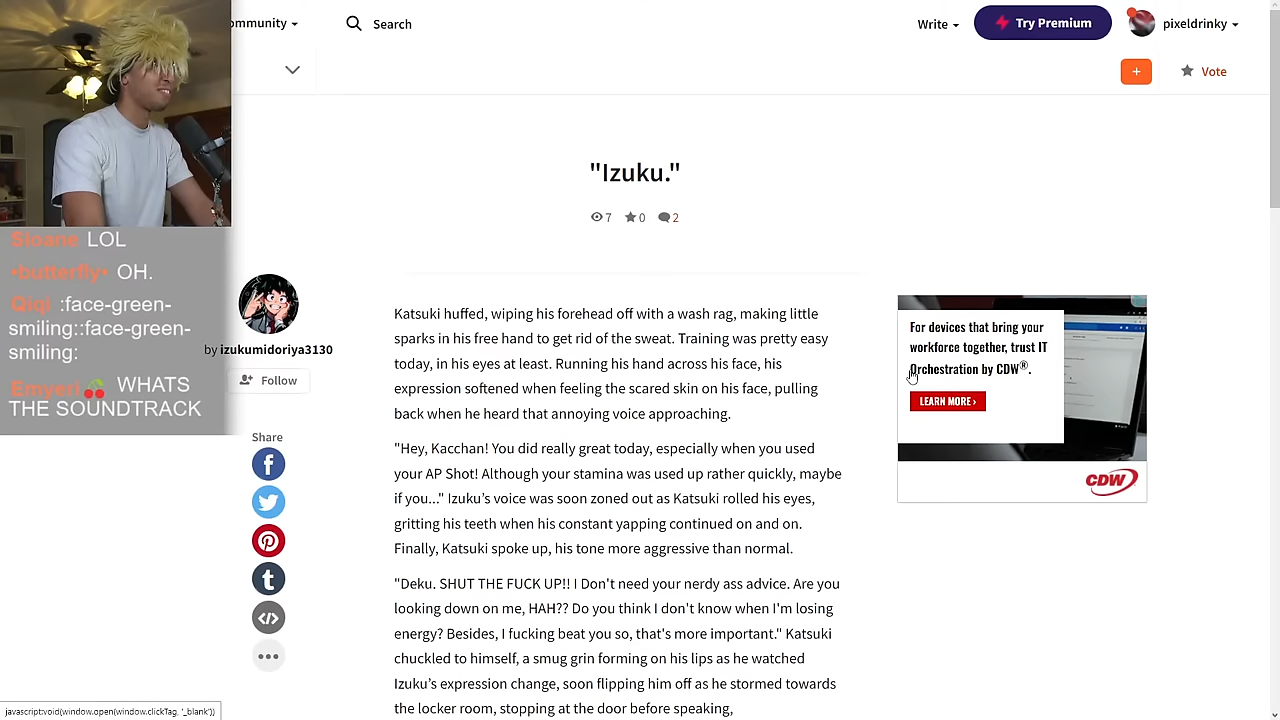 ommunity
Search
Write
Try Premium
pixeldrinky
+
Vote
"Izuku."
7
0
2
Sloane LOL
•butterfly• OH.
Qiqi :face-green-
smiling::face-green-
smiling:
Emyeri🍒 WHATS
THE SOUNDTRACK
by izukumidoriya3130
Follow
Share
Katsuki huffed, wiping his forehead off with a wash rag, making little
sparks in his free hand to get rid of the sweat. Training was pretty easy
today, in his eyes at least. Running his hand across his face, his
expression softened when feeling the scared skin on his face, pulling
back when he heard that annoying voice approaching.
"Hey, Kacchan! You did really great today, especially when you used
your AP Shot! Although your stamina was used up rather quickly, maybe
if you..." Izuku's voice was soon zoned out as Katsuki rolled his eyes,
gritting his teeth when his constant yapping continued on and on.
Finally, Katsuki spoke up, his tone more aggressive than normal.
"Deku. SHUT THE FUCK UP!! I Don't need your nerdy ass advice. Are you
looking down on me, HAH?? Do you think I don't know when I'm losing
energy? Besides, I fucking beat you so, that's more important." Katsuki
chuckled to himself, a smug grin forming on his lips as he watched
Izuku's expression change, soon flipping him off as he stormed towards
the locker room, stopping at the door before speaking,
For devices that bring your
workforce together, trust IT
Orchestration by CDW®.
LEARN MORE ›
CDW
javascript:void(window.open(window.clickTag, '_blank'))